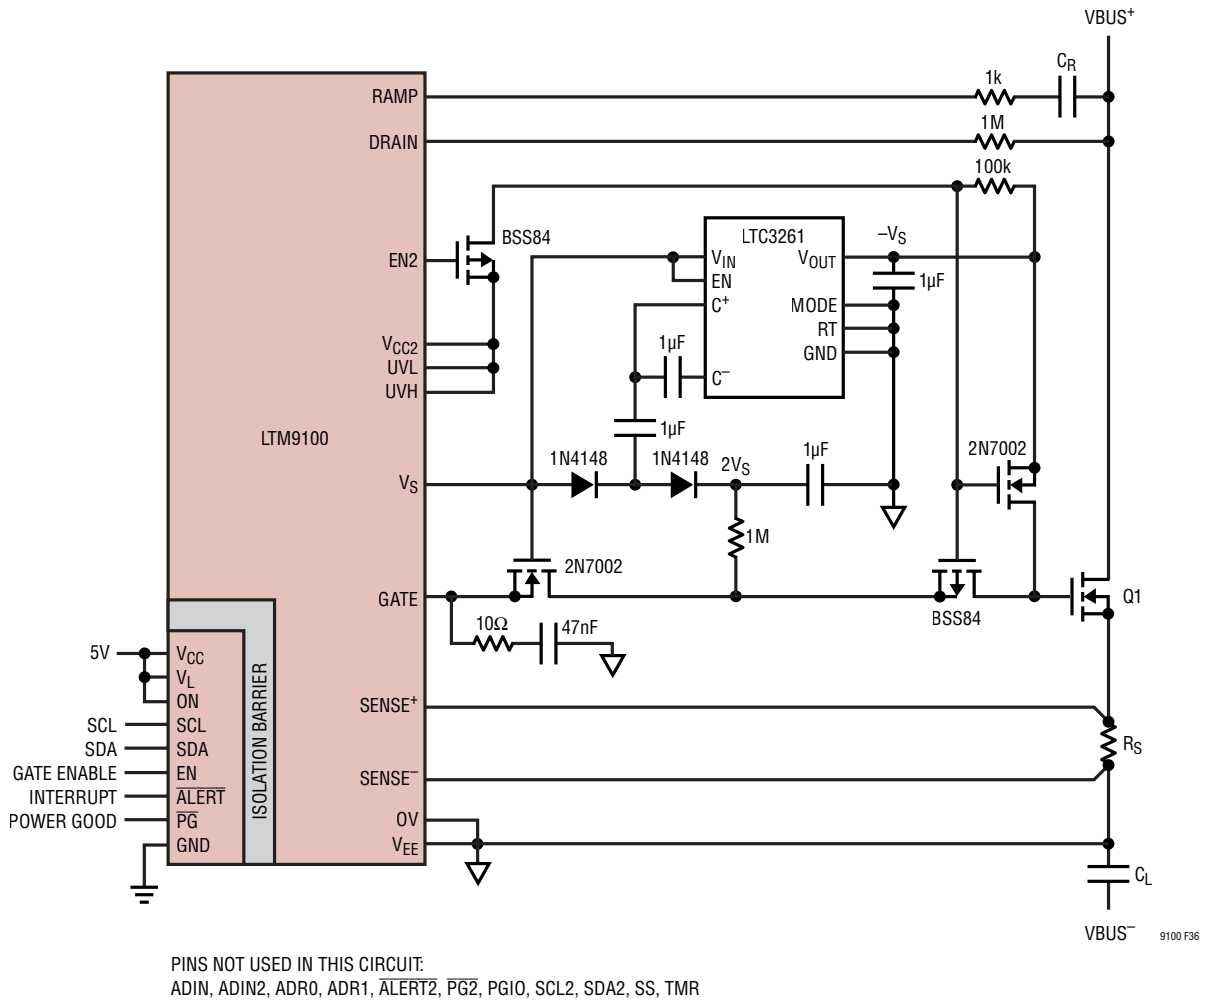 VBUS+
CR
1k
RAMP
1M
DRAIN
100k
BSS84
LTC3261
–VS
EN2
VIN
VOUT
EN
1µF
C+
MODE
RT
1µF
GND
VCC2
UVL
C–
UVH
LTM9100
1µF
1N4148
1N4148
2VS
1µF
2N7002
VS
1M
2N7002
GATE
BSS84
Q1
10Ω
47nF
5V
VCC
VL
ON
SCL
SCL
SDA
SDA
GATE ENABLE
EN
INTERRUPT
ALERT
POWER GOOD
PG
GND
ISOLATION BARRIER
SENSE+
RS
SENSE–
0V
VEE
CL
VBUS–
9100 F36
PINS NOT USED IN THIS CIRCUIT:
ADIN, ADIN2, ADR0, ADR1, ALERT2, PG2, PGIO, SCL2, SDA2, SS, TMR